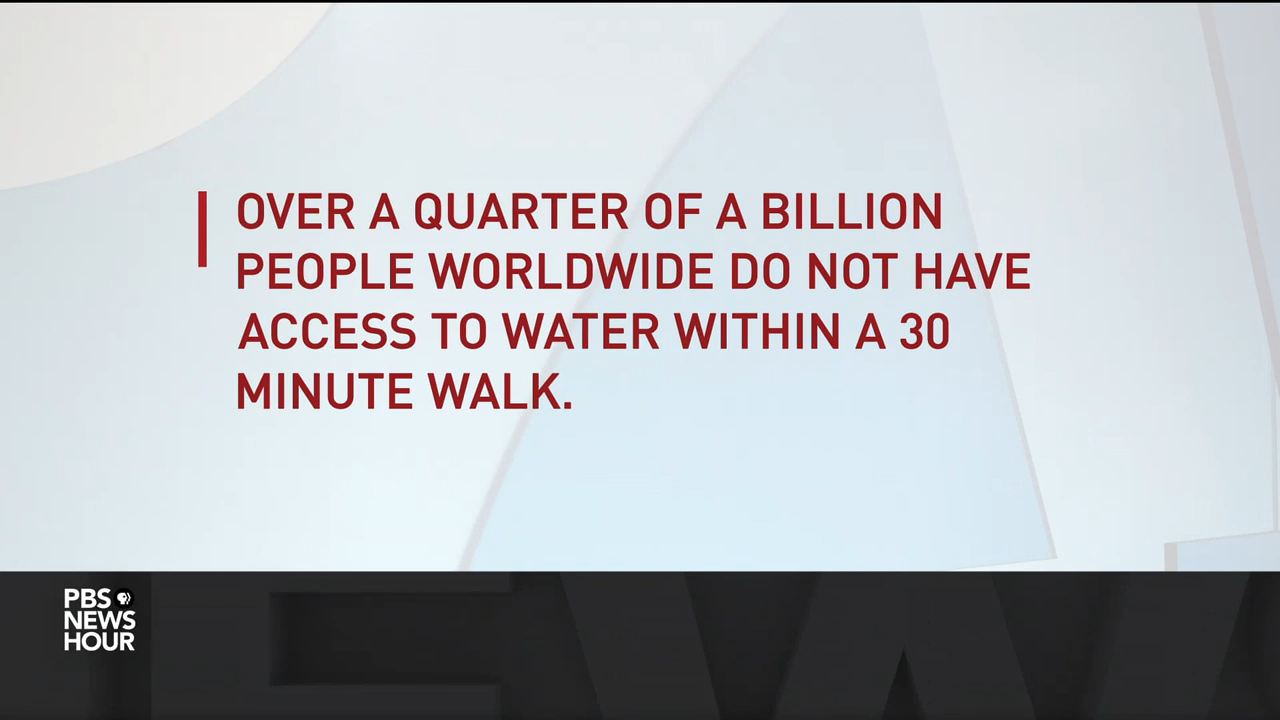 OVER A QUARTER OF A BILLION
PEOPLE WORLDWIDE DO NOT HAVE
ACCESS TO WATER WITHIN A 30
MINUTE WALK.
PBS
NEWS
HOUR